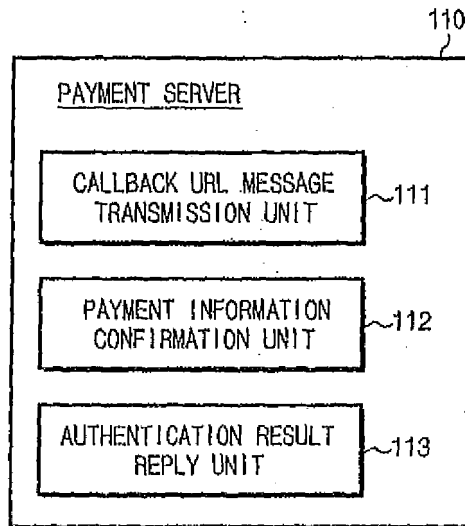 110
PAYMENT SERVER
CALLBACK URL MESSAGE
TRANSMISSION UNIT
111
PAYMENT INFORMATION
CONFIRMATION UNIT
112
AUTHENTICATION RESULT
REPLY UNIT
113